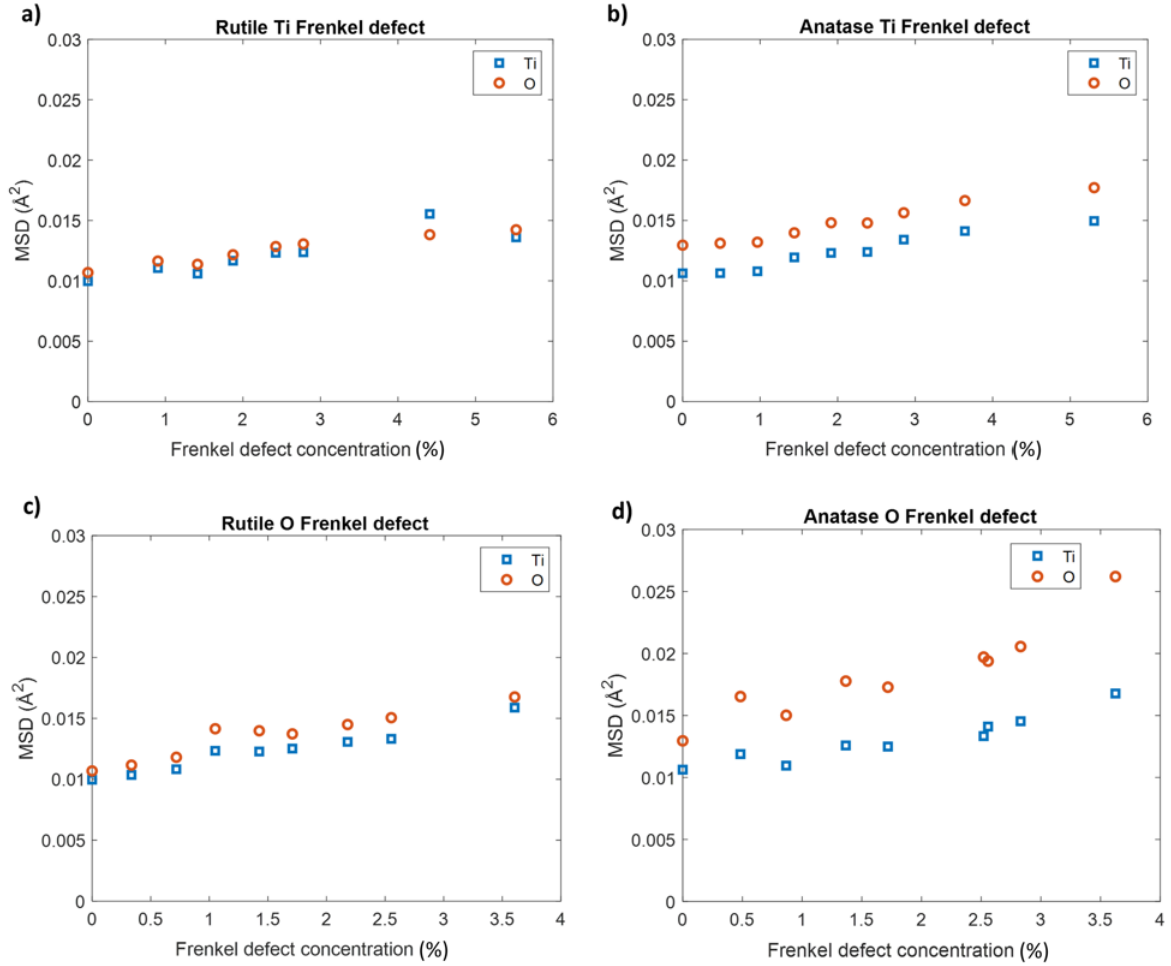 a)
Rutile Ti Frenkel defect
0.03
0.025
0.02
0.015
0.01
0.005
0
MSD (Å²)
Ti
O
0 1 2 3 4 5 6
Frenkel defect concentration (%)
b)
Anatase Ti Frenkel defect
0.03
0.025
0.02
0.015
0.01
0.005
0
MSD (Å²)
Ti
O
0 1 2 3 4 5 6
Frenkel defect concentration (%)
c)
Rutile O Frenkel defect
0.03
0.025
0.02
0.015
0.01
0.005
0
MSD (Å²)
Ti
O
0 0.5 1 1.5 2 2.5 3 3.5 4
Frenkel defect concentration (%)
d)
Anatase O Frenkel defect
0.03
0.025
0.02
0.015
0.01
0.005
0
MSD (Å²)
Ti
O
0 0.5 1 1.5 2 2.5 3 3.5 4
Frenkel defect concentration (%)